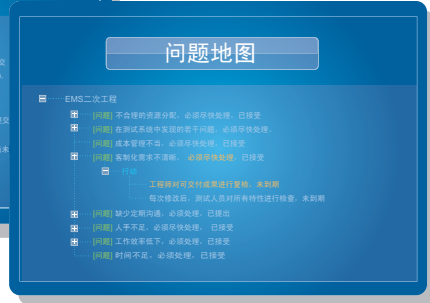 问题地图
EMS二次工程
[问题] 不合理的资源分配，必须尽快处理，已接受
[问题] 在测试系统中发现的若干问题，必须尽快处理，
[问题] 成本管理不当，必须尽快处理，已接受
[问题] 客制化需求不清晰， 必须尽快处理，已接受
行动
工程师对可交付成果进行复核，未到期
每次修改后，测试人员对所有特性进行检查，未到期
[问题] 缺少定期沟通，必须处理，已提出
[问题] 人手不足，必须尽快处理， 已接受
[问题] 工作效率低下，必须处理，已接受
[问题] 时间不足，必须处理，已接受